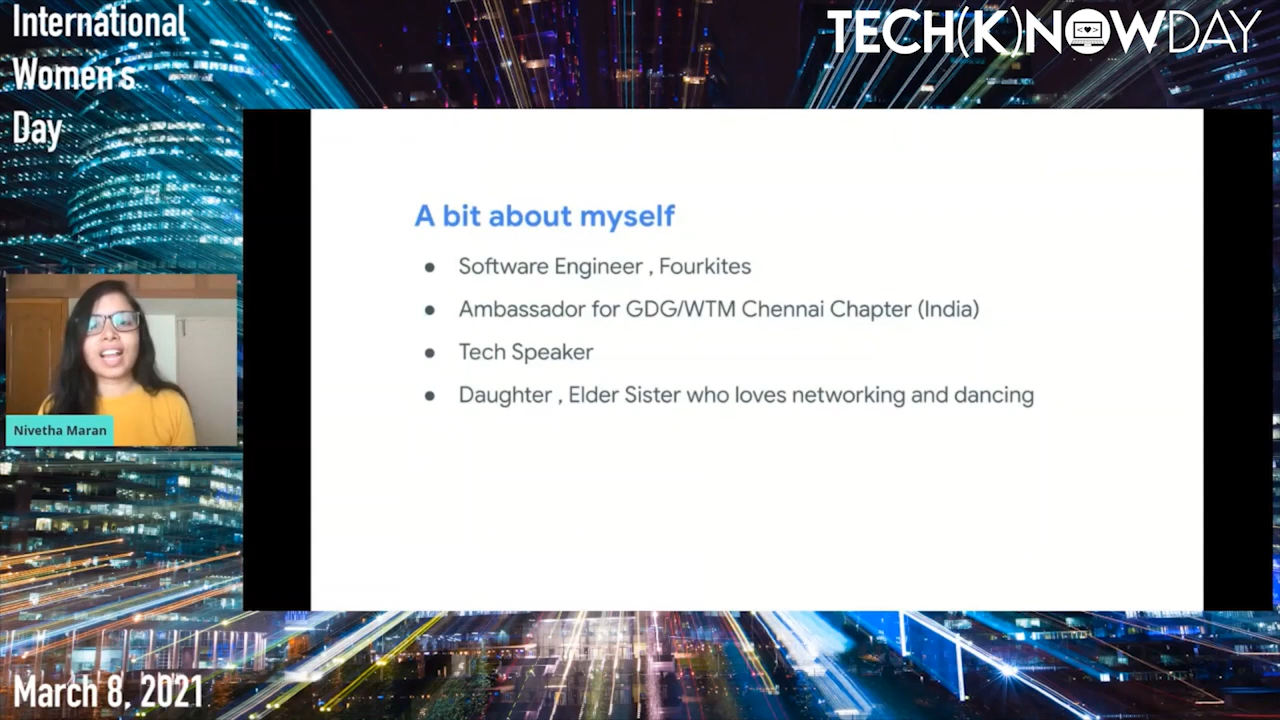 International
Women's
Day
TECH(K)NOWDAY
A bit about myself
● Software Engineer , Fourkites
● Ambassador for GDG/WTM Chennai Chapter (India)
● Tech Speaker
● Daughter , Elder Sister who loves networking and dancing
Nivetha Maran
March 8, 2021